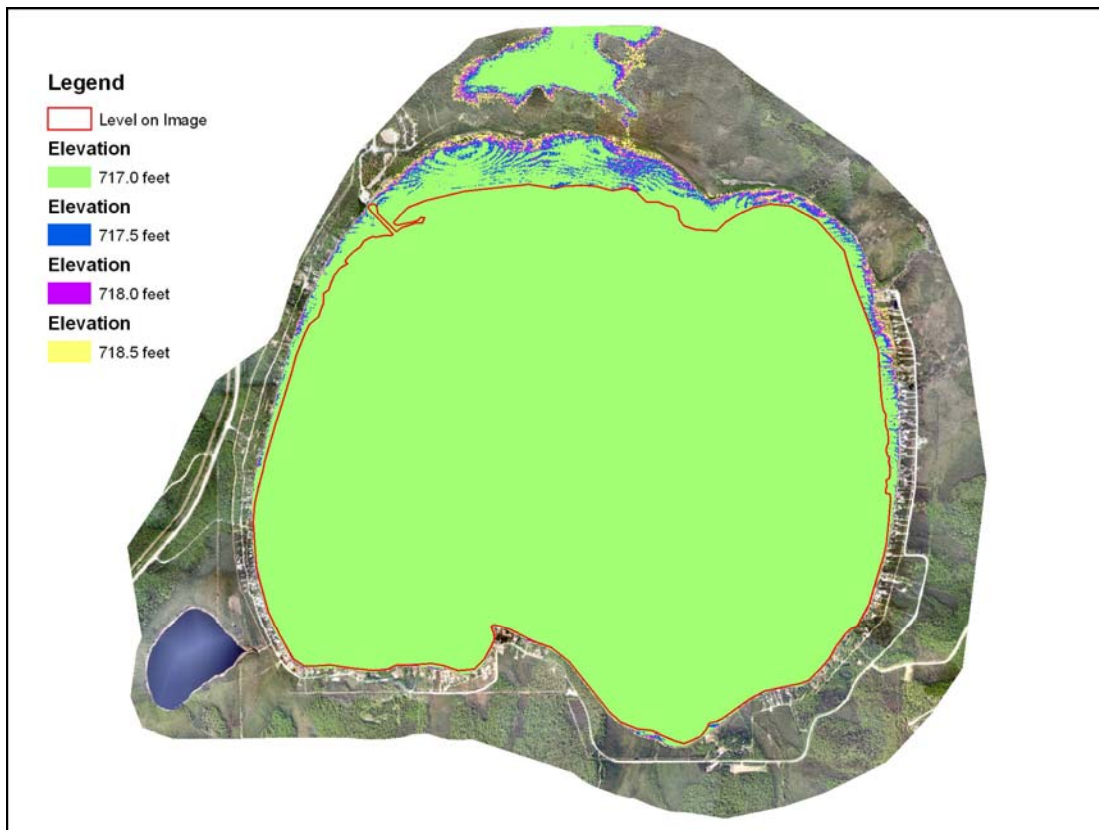 Legend
Level on Image
Elevation
717.0 feet
Elevation
717.5 feet
Elevation
718.0 feet
Elevation
718.5 feet